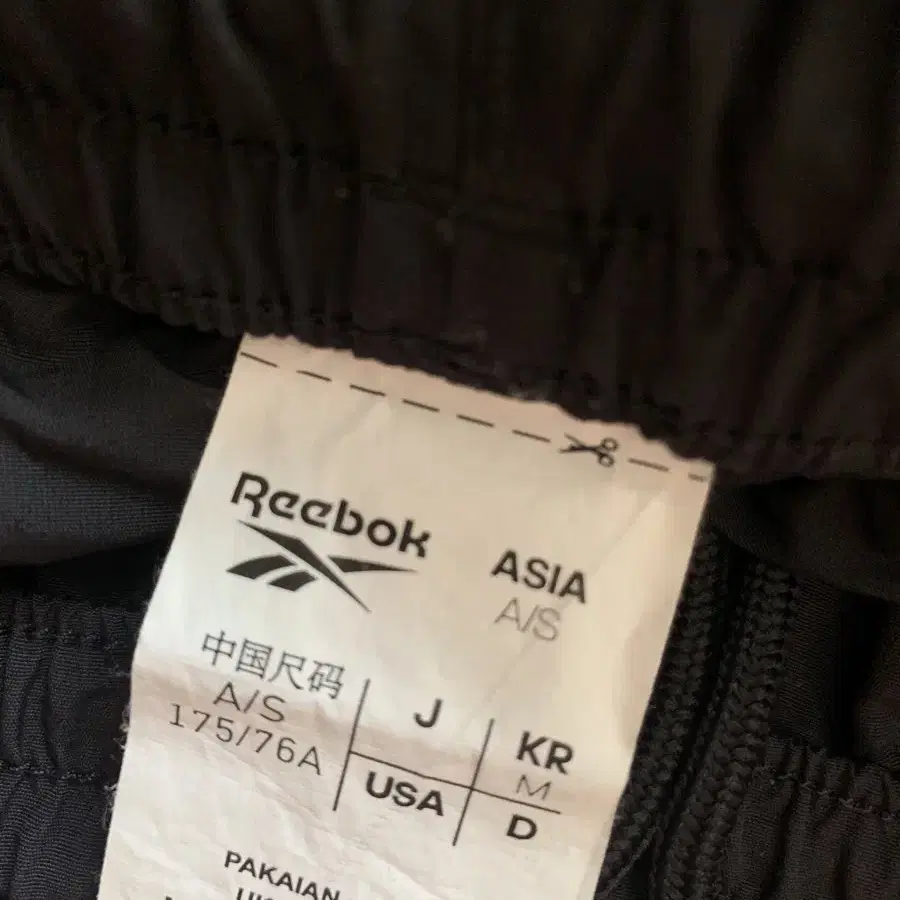 Reebok
ASIA
A/S
中国尺码
A/S
175/76A
J
KR
M
USA
D
PAKAIAN